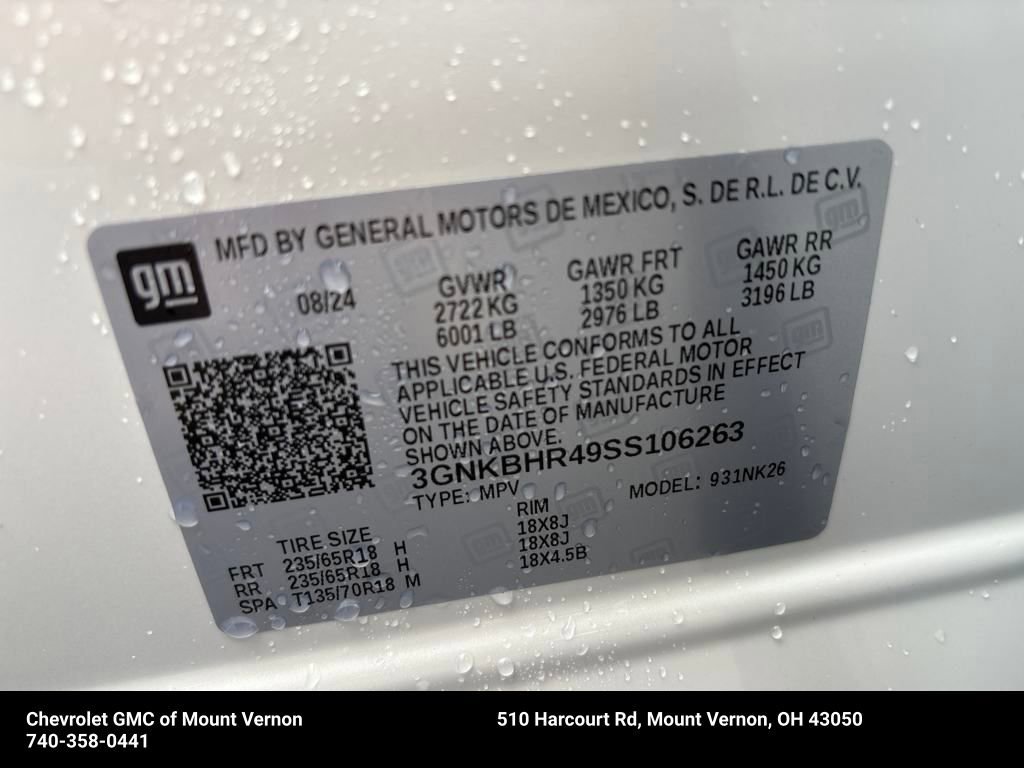 gm
MFD BY GENERAL MOTORS DE MEXICO, S. DE R.L. DE C.V.
08/24
GVWR
2722 KG
6001 LB
GAWR FRT
1350 KG
2976 LB
GAWR RR
1450 KG
3196 LB
THIS VEHICLE CONFORMS TO ALL
APPLICABLE U.S. FEDERAL MOTOR
VEHICLE SAFETY STANDARDS IN EFFECT
ON THE DATE OF MANUFACTURE
SHOWN ABOVE.
3GNKBHR49SS106263
TYPE: MPV MODEL: 931NK26
TIRE SIZE RIM
FRT 235/65R18 H 18X8J
RR 235/65R18 H 18X8J
SPA T135/70R18 M 18X4.5B
Chevrolet GMC of Mount Vernon
740-358-0441
510 Harcourt Rd, Mount Vernon, OH 43050